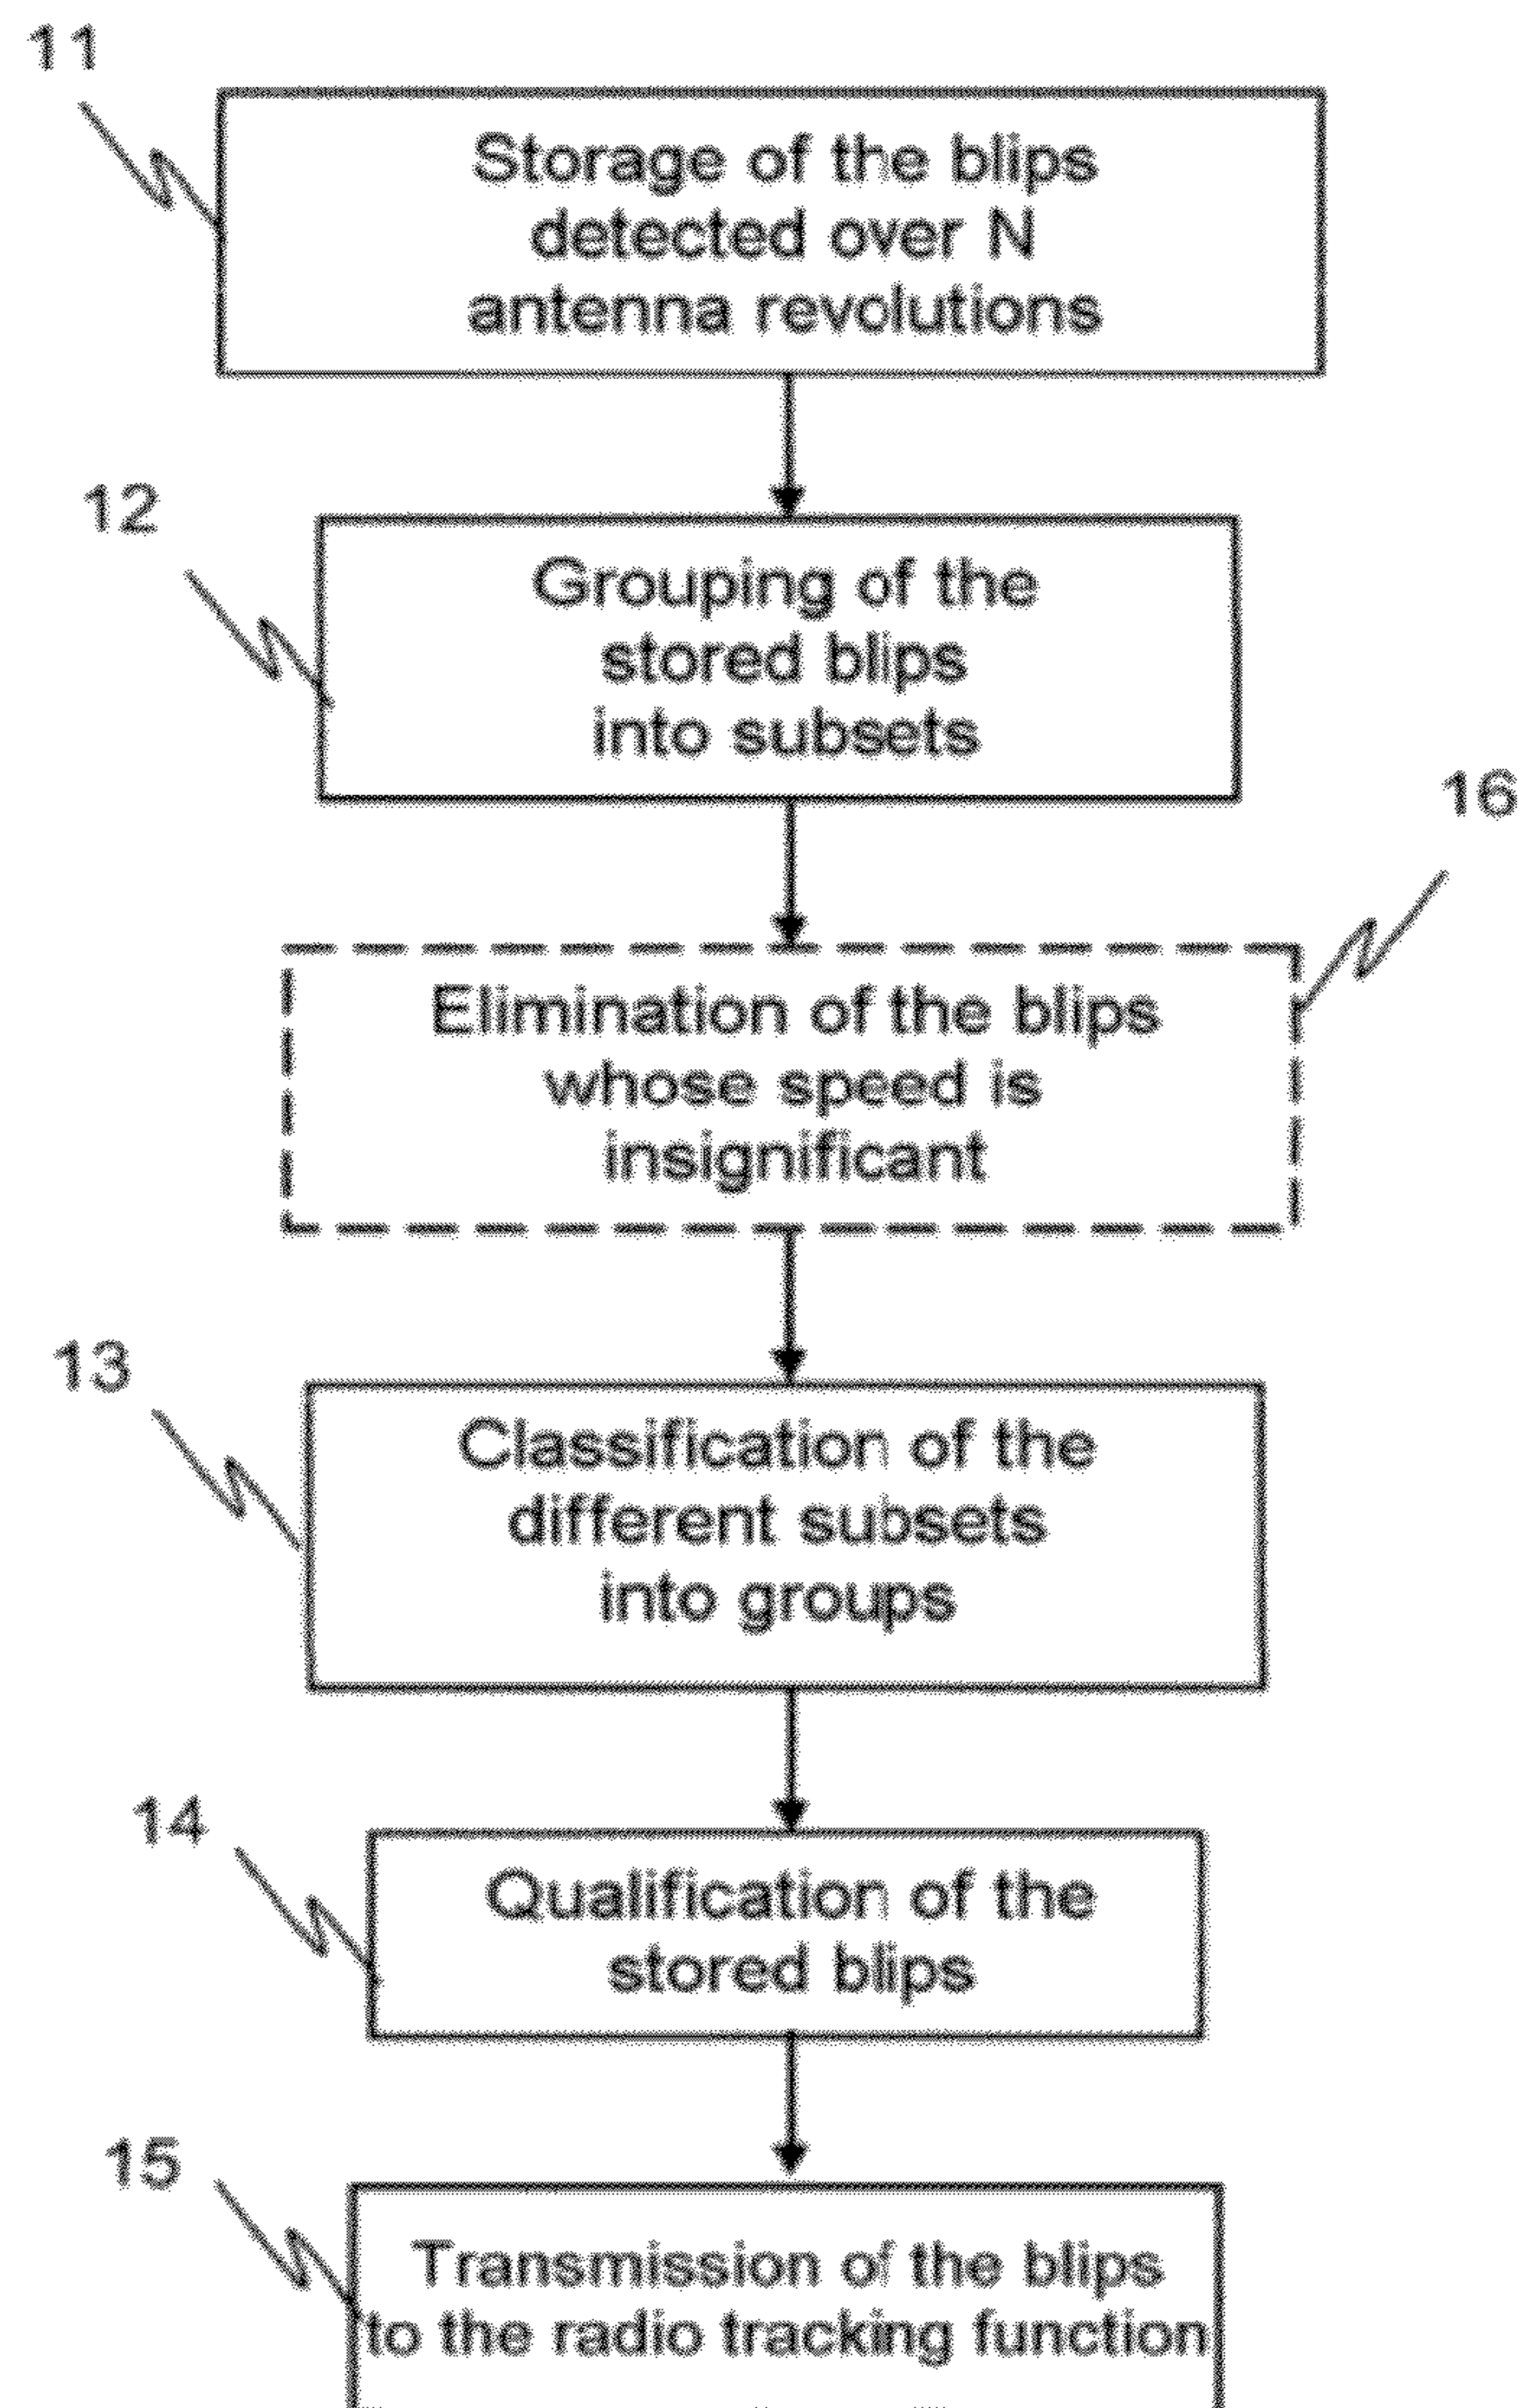 11
Storage of the blips
detected over N
antenna revolutions
12
Grouping of the
stored blips
into subsets
16
Elimination of the blips
whose speed is
insignificant
13
Classification of the
different subsets
into groups
14
Qualification of the
stored blips
15
Transmission of the blips
to the radio tracking function